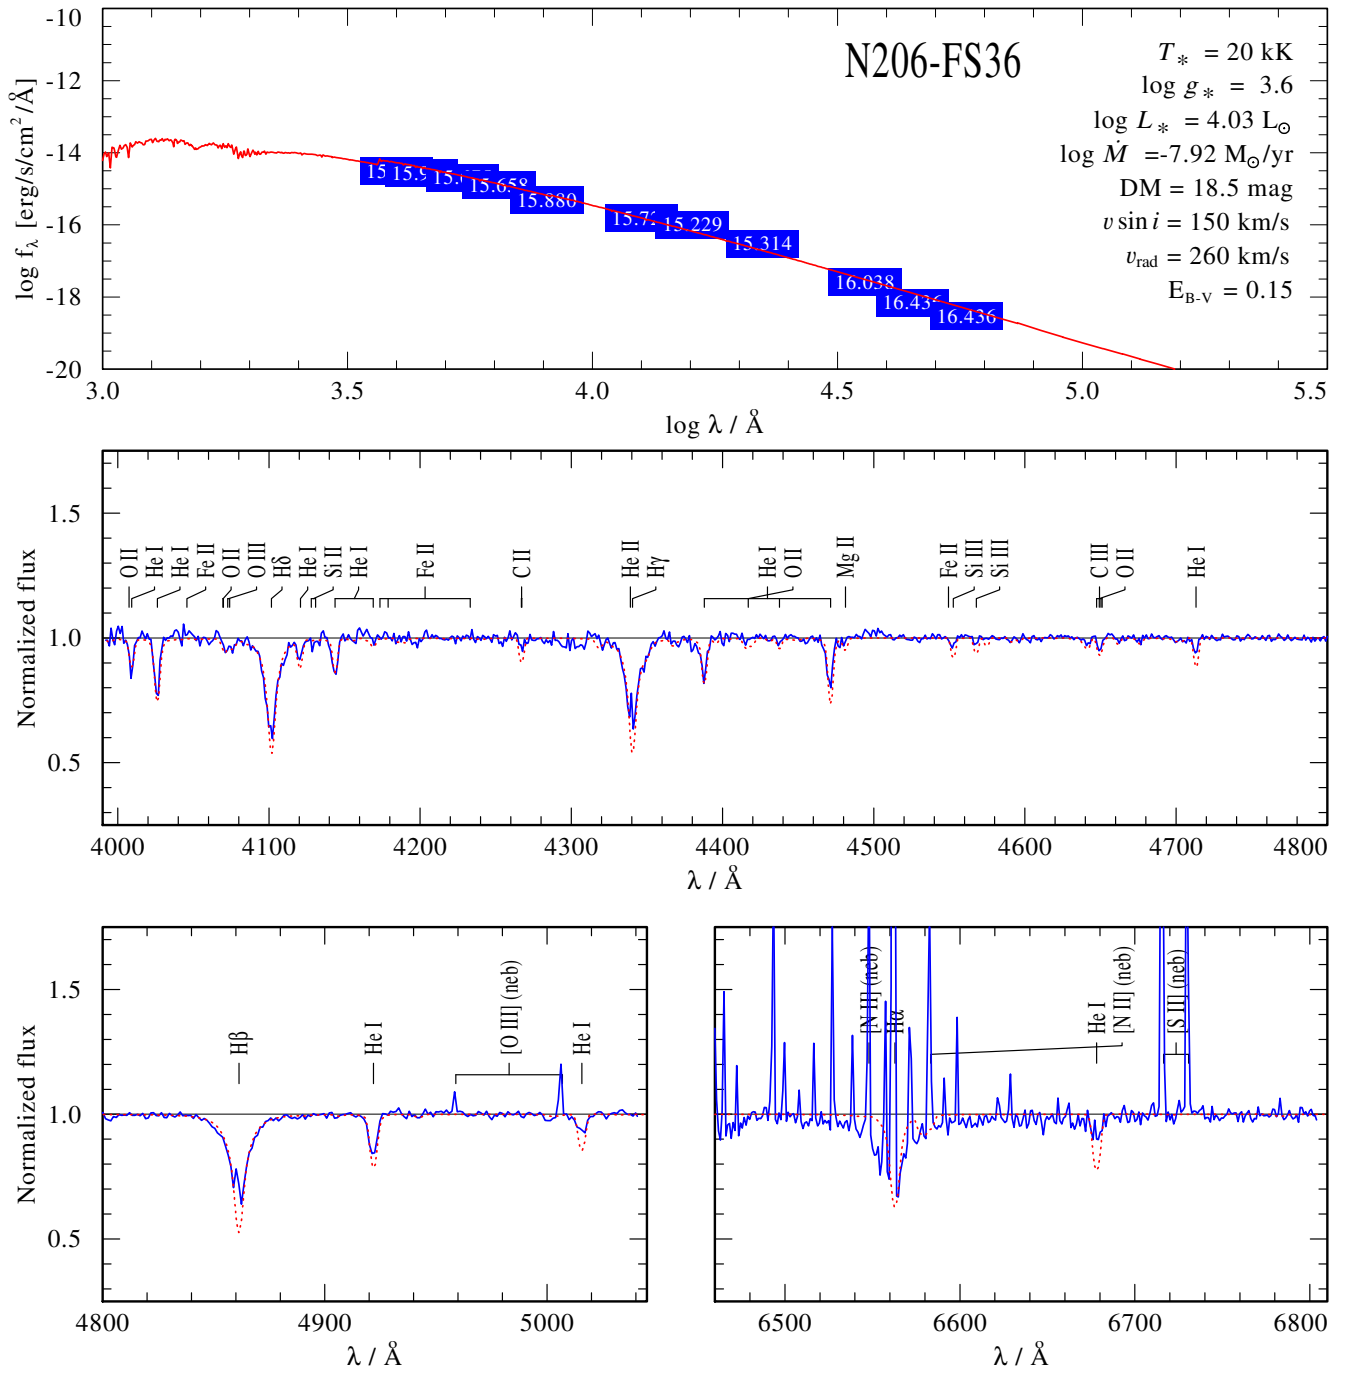 N206-FS36
T* = 20 kK
log g* = 3.6
log L* = 4.03 L⊙
log Ṁ =-7.92 M⊙/yr
DM = 18.5 mag
v sin i = 150 km/s
vrad = 260 km/s
EB-V = 0.15
log fλ [erg/s/cm²/Å]
-10
-12
-14
-16
-18
-20
15.658
15.880
15.229
15.314
16.038
16.436
16.436
3.0 3.5 4.0 4.5 5.0 5.5
log λ / Å
Normalized flux
1.5
1.0
0.5
O II
He I
He I
Fe II
O II
O III
Hδ
He I
Si II
He I
Fe II
C II
He II
Hγ
He I
O II
Mg II
Fe II
Si III
Si III
C III
O II
He I
4000 4100 4200 4300 4400 4500 4600 4700 4800
λ / Å
Normalized flux
1.5
1.0
0.5
Hβ
He I
[O III] (neb)
He I
4800 4900 5000
λ / Å
[N II] (neb)
Hα
He I
[N II] (neb)
[S II] (neb)
6500 6600 6700 6800
λ / Å